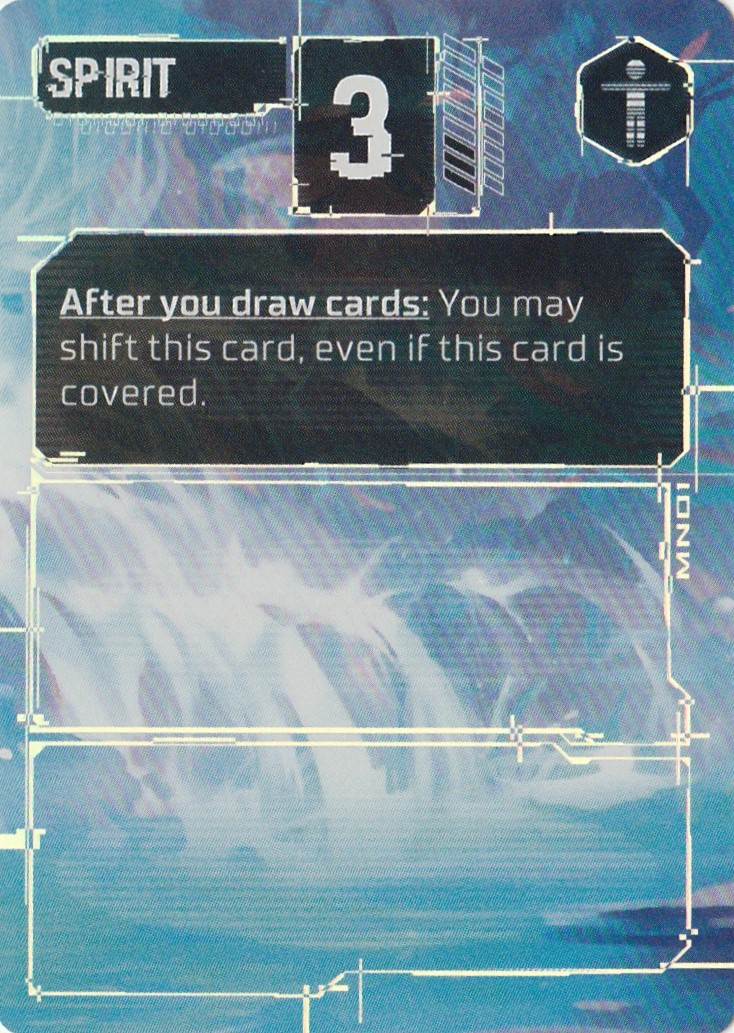 SPIRIT
3
After you draw cards: You may
shift this card, even if this card is
covered.
MN01